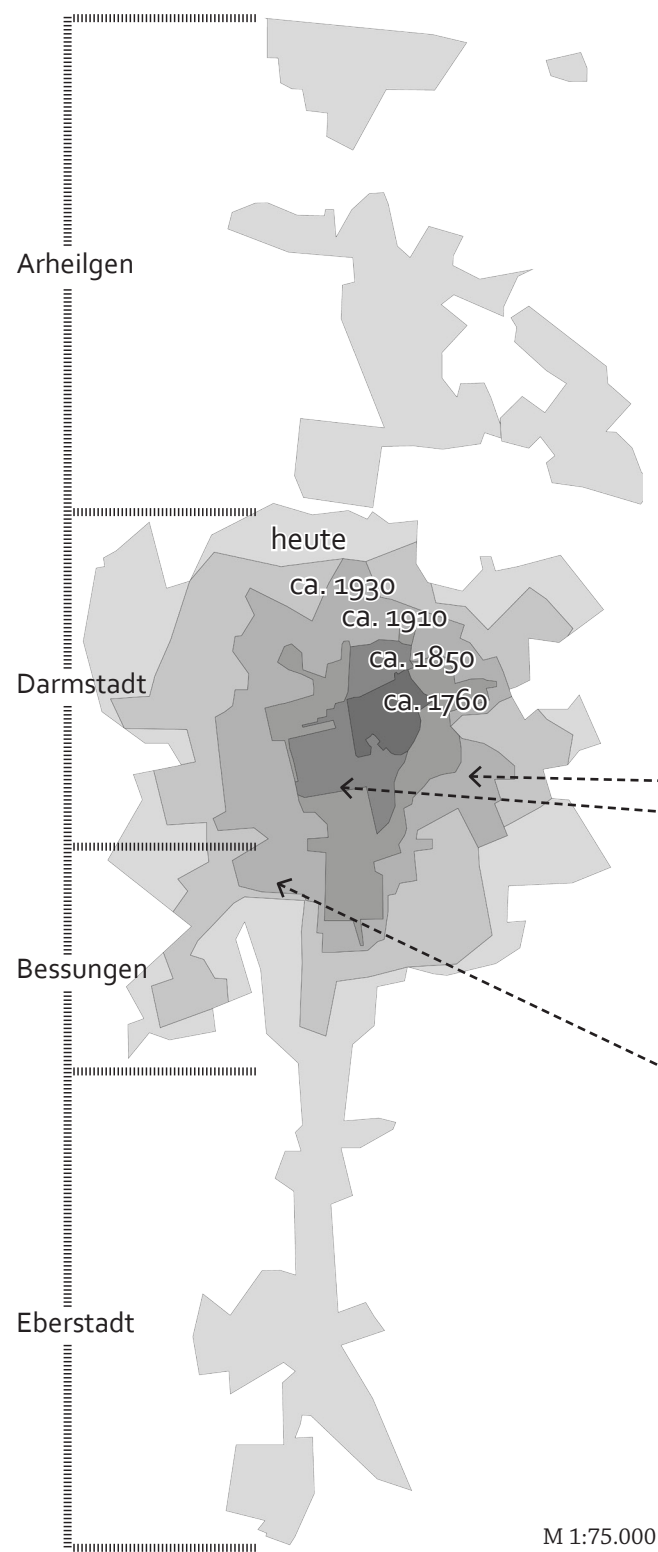 Arheilgen
heute
ca. 1930
ca. 1910
ca. 1850
Darmstadt
ca. 1760
Bessungen
Eberstadt
M 1:75.000